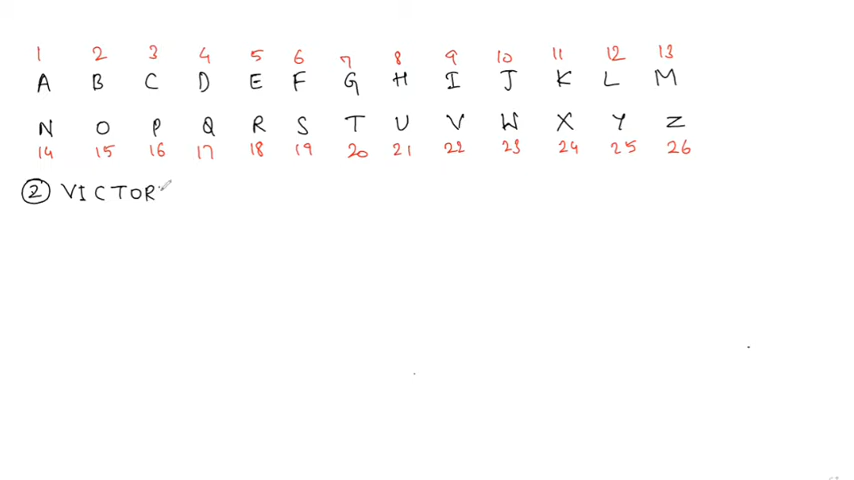 1 2 3 4 5 6 7 8 9 10 11 12 13
A B C D E F G H I J K L M
N O P Q R S T U V W X Y Z
14 15 16 17 18 19 20 21 22 23 24 25 26
② VICTOR